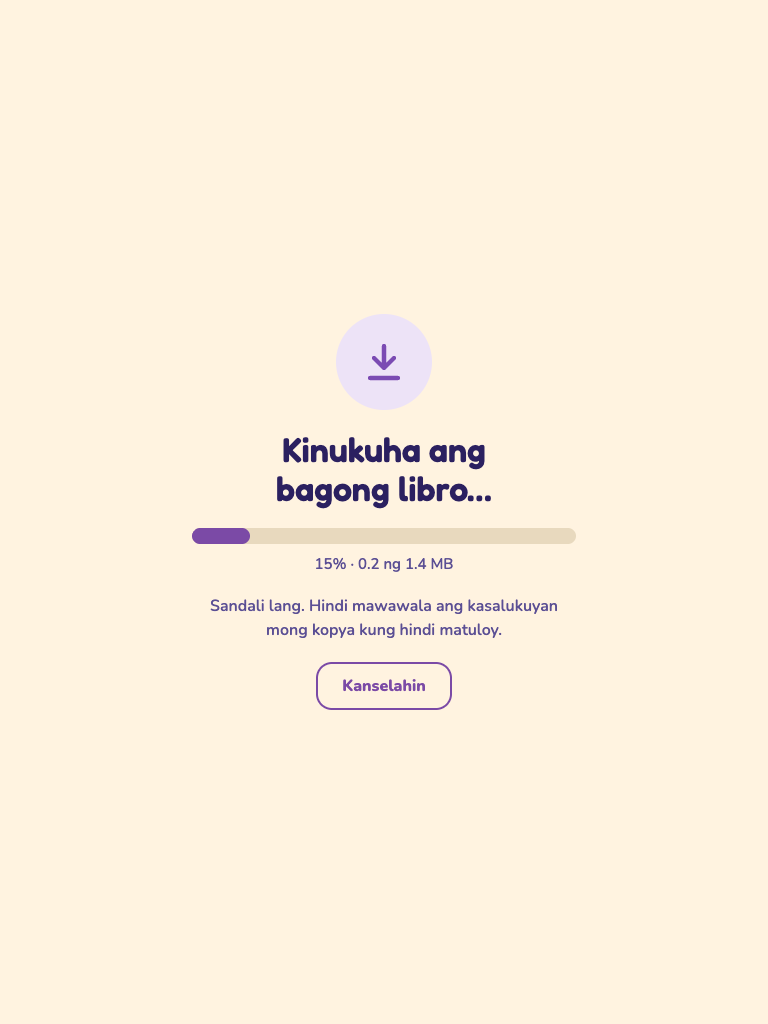 Kinukuha ang
bagong libro...
15% · 0.2 ng 1.4 MB
Sandali lang. Hindi mawawala ang kasalukuyan
mong kopya kung hindi matuloy.
Kanselahin